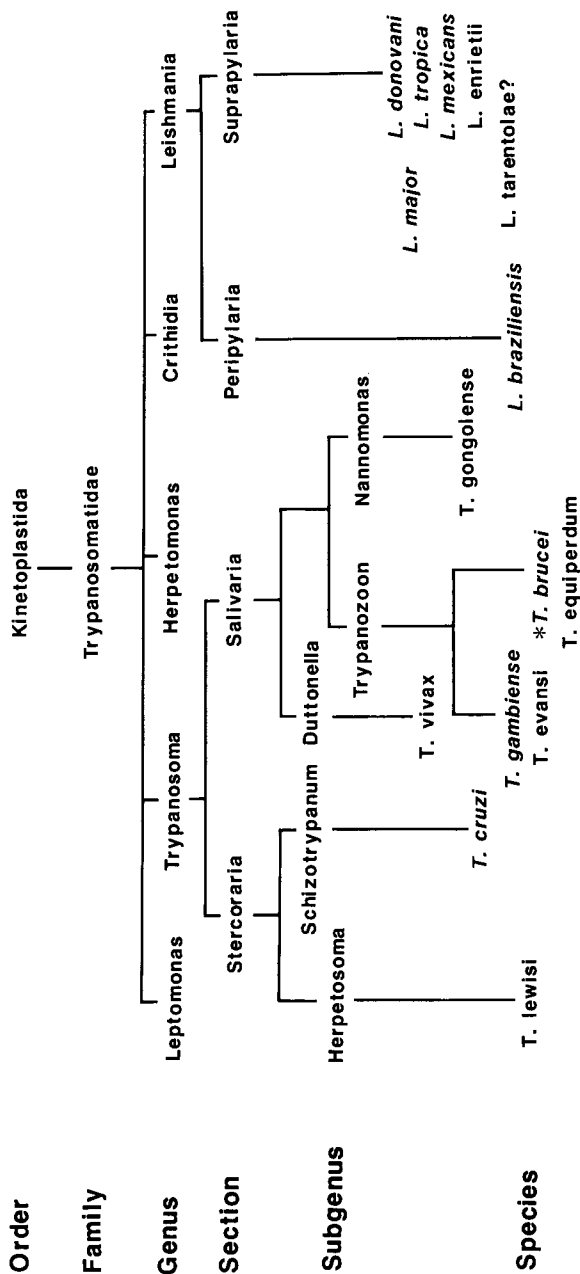 Order
Kinetoplastida
Family
Trypanosomatidae
Genus
Leptomonas
Trypanosoma
Herpetomonas
Crithidia
Leishmania
Section
Stercoraria
Salivaria
Peripylaria
Suprapylaria
Subgenus
Herpetosoma
Schizotrypanum
Duttonella
Trypanozoon
Nannomonas
Species
T. lewisi
T. cruzi
T. vivax
T. gambiense
T. evansi
*T. brucei
T. equiperdum
T. gongolense
L. braziliensis
L. major
L. donovani
L. tropica
L. mexicans
L. enrietii
L. tarentolae?